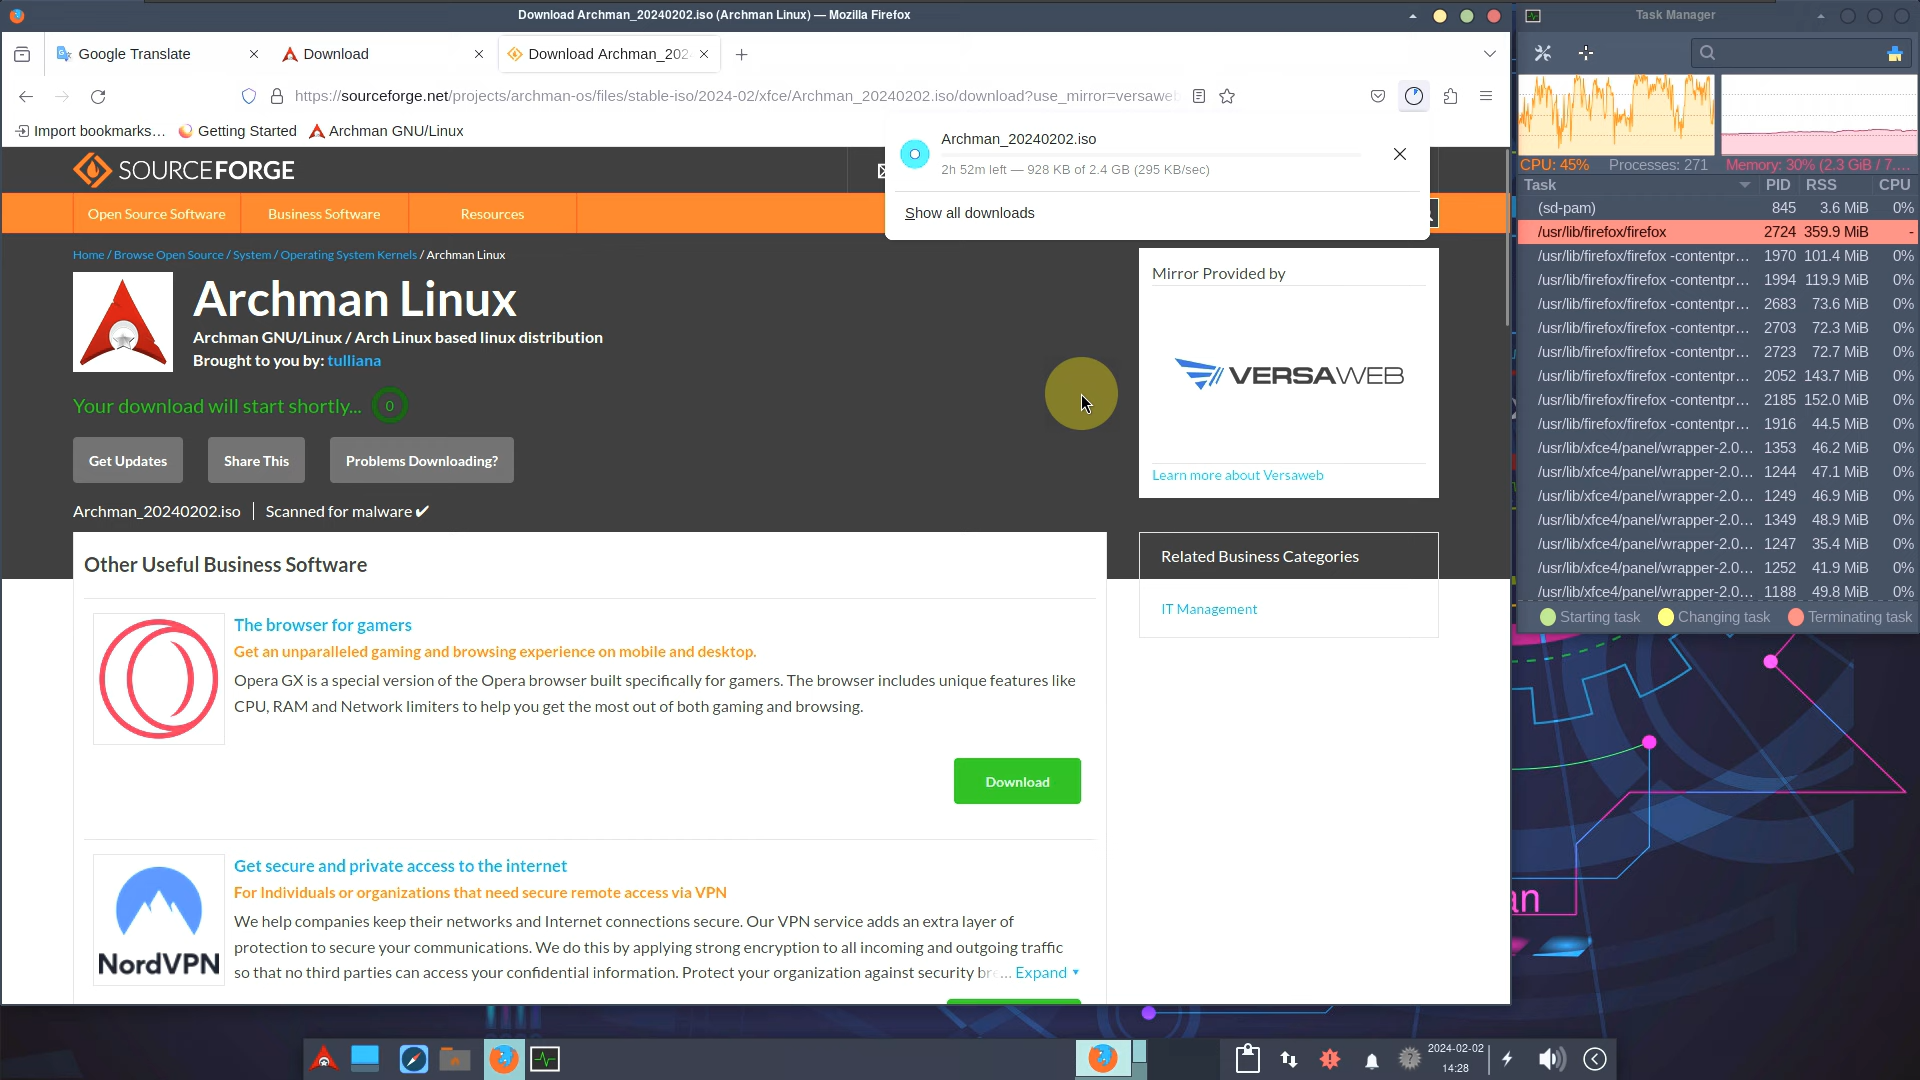 Download Archman_20240202.iso (Archman Linux) — Mozilla Firefox
Google Translate
Download
Download Archman_202
https://sourceforge.net/projects/archman-os/files/stable-iso/2024-02/xfce/Archman_20240202.iso/download?use_mirror=versaweb
Import bookmarks…
Getting Started
Archman GNU/Linux
Archman_20240202.iso
2h 52m left — 928 KB of 2.4 GB (295 KB/sec)
Show all downloads
SOURCEFORGE
Open Source Software
Business Software
Resources
Home / Browse Open Source / System / Operating System Kernels / Archman Linux
Archman Linux
Archman GNU/Linux / Arch Linux based linux distribution
Brought to you by: tulliana
Your download will start shortly... 0
Get Updates
Share This
Problems Downloading?
Archman_20240202.iso
Scanned for malware ✔
Mirror Provided by
VERSAWEB
Learn more about Versaweb
Other Useful Business Software
The browser for gamers
Get an unparalleled gaming and browsing experience on mobile and desktop.
Opera GX is a special version of the Opera browser built specifically for gamers. The browser includes unique features like
CPU, RAM and Network limiters to help you get the most out of both gaming and browsing.
Download
Get secure and private access to the internet
For Individuals or organizations that need secure remote access via VPN
We help companies keep their networks and Internet connections secure. Our VPN service adds an extra layer of
protection to secure your communications. We do this by applying strong encryption to all incoming and outgoing traffic
so that no third parties can access your confidential information. Protect your organization against security bre... Expand
NordVPN
Related Business Categories
IT Management
Task Manager
CPU: 45% Processes: 271 Memory: 30% (2.3 GiB / 7....
Task PID RSS CPU
(sd-pam) 845 3.6 MiB 0%
/usr/lib/firefox/firefox 2724 359.9 MiB -
/usr/lib/firefox/firefox -contentpr... 1970 101.4 MiB 0%
/usr/lib/firefox/firefox -contentpr... 1994 119.9 MiB 0%
/usr/lib/firefox/firefox -contentpr... 2683 73.6 MiB 0%
/usr/lib/firefox/firefox -contentpr... 2703 72.3 MiB 0%
/usr/lib/firefox/firefox -contentpr... 2723 72.7 MiB 0%
/usr/lib/firefox/firefox -contentpr... 2052 143.7 MiB 0%
/usr/lib/firefox/firefox -contentpr... 2185 152.0 MiB 0%
/usr/lib/firefox/firefox -contentpr... 1916 44.5 MiB 0%
/usr/lib/xfce4/panel/wrapper-2.0... 1353 46.2 MiB 0%
/usr/lib/xfce4/panel/wrapper-2.0... 1244 47.1 MiB 0%
/usr/lib/xfce4/panel/wrapper-2.0... 1249 46.9 MiB 0%
/usr/lib/xfce4/panel/wrapper-2.0... 1349 48.9 MiB 0%
/usr/lib/xfce4/panel/wrapper-2.0... 1247 35.4 MiB 0%
/usr/lib/xfce4/panel/wrapper-2.0... 1252 41.9 MiB 0%
/usr/lib/xfce4/panel/wrapper-2.0... 1188 49.8 MiB 0%
Starting task
Changing task
Terminating task
an
2024-02-02
14:28